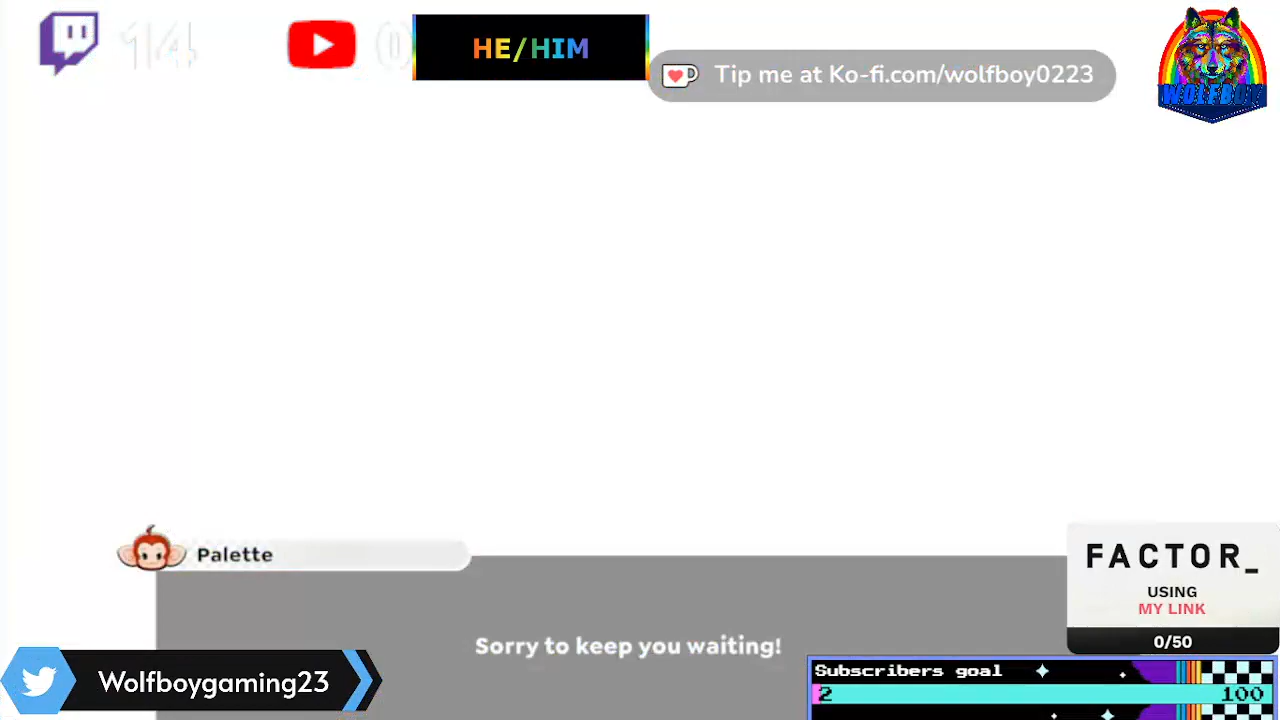 14
0
HE/HIM
Tip me at Ko-fi.com/wolfboy0223
WOLFBOY
Palette
Sorry to keep you waiting!
FACTOR_
USING
MY LINK
0/50
Wolfboygaming23
Subscribers goal
2
100